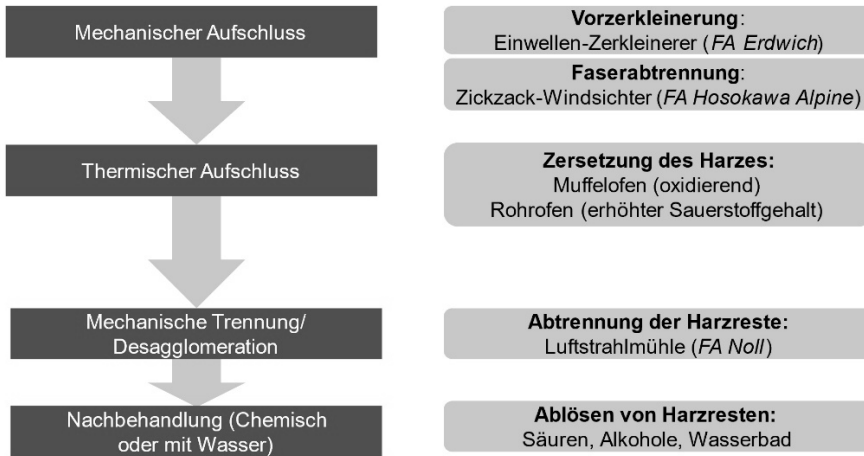 Mechanischer Aufschluss
Vorzerkleinerung:
Einwellen-Zerkleinerer (FA Erdwich)
Faserabtrennung:
Zickzack-Windsichter (FA Hosokawa Alpine)
Thermischer Aufschluss
Zersetzung des Harzes:
Muffelofen (oxidierend)
Rohrofen (erhöhter Sauerstoffgehalt)
Mechanische Trennung/
Desagglomeration
Abtrennung der Harzreste:
Luftstrahlmühle (FA Noll)
Nachbehandlung (Chemisch
oder mit Wasser)
Ablösen von Harzresten:
Säuren, Alkohole, Wasserbad